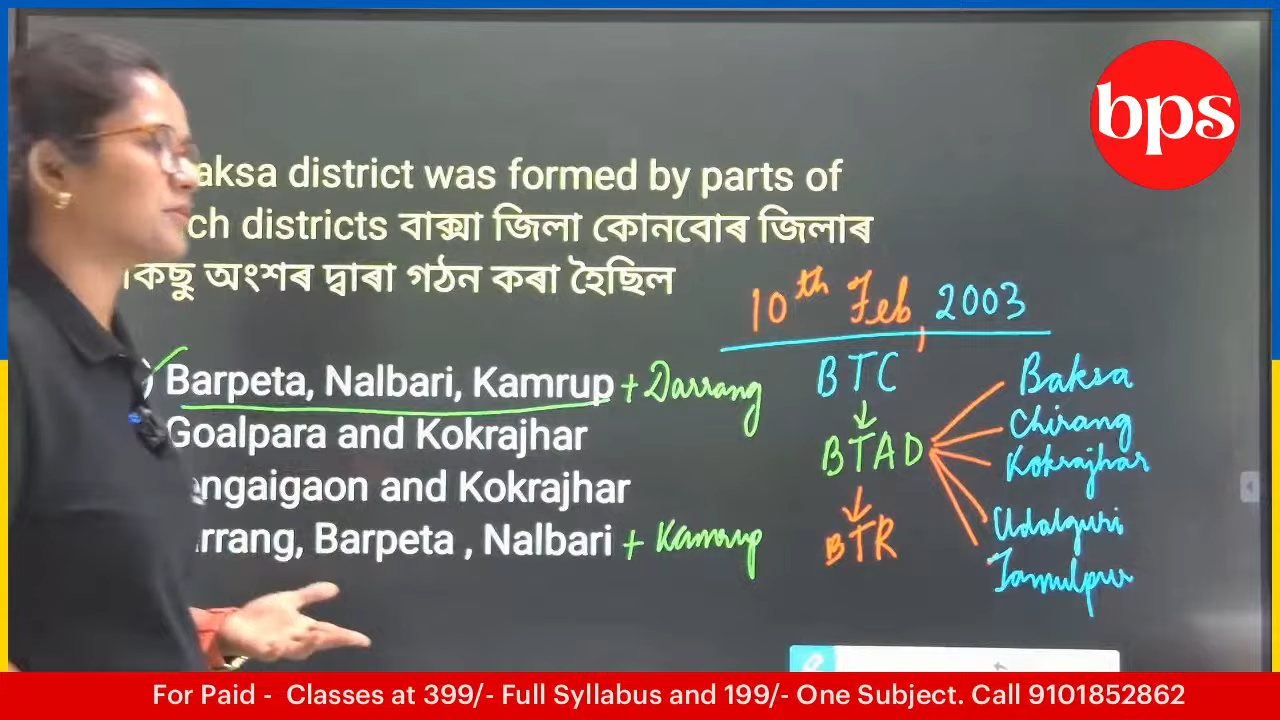 bps
aksa district was formed by parts of
ch districts বাক্সা জিলা কোনবোৰ জিলাৰ
কিছু অংশৰ দ্বাৰা গঠন কৰা হৈছিল
10th Feb, 2003
Barpeta, Nalbari, Kamrup + Darrang
Goalpara and Kokrajhar
engaigaon and Kokrajhar
rrang, Barpeta , Nalbari + Kamrup
BTC
BTAD
BTR
Baksa
Chirang
Kokrajhar
Udalguri
Tamulpur
For Paid - Classes at 399/- Full Syllabus and 199/- One Subject. Call 9101852862